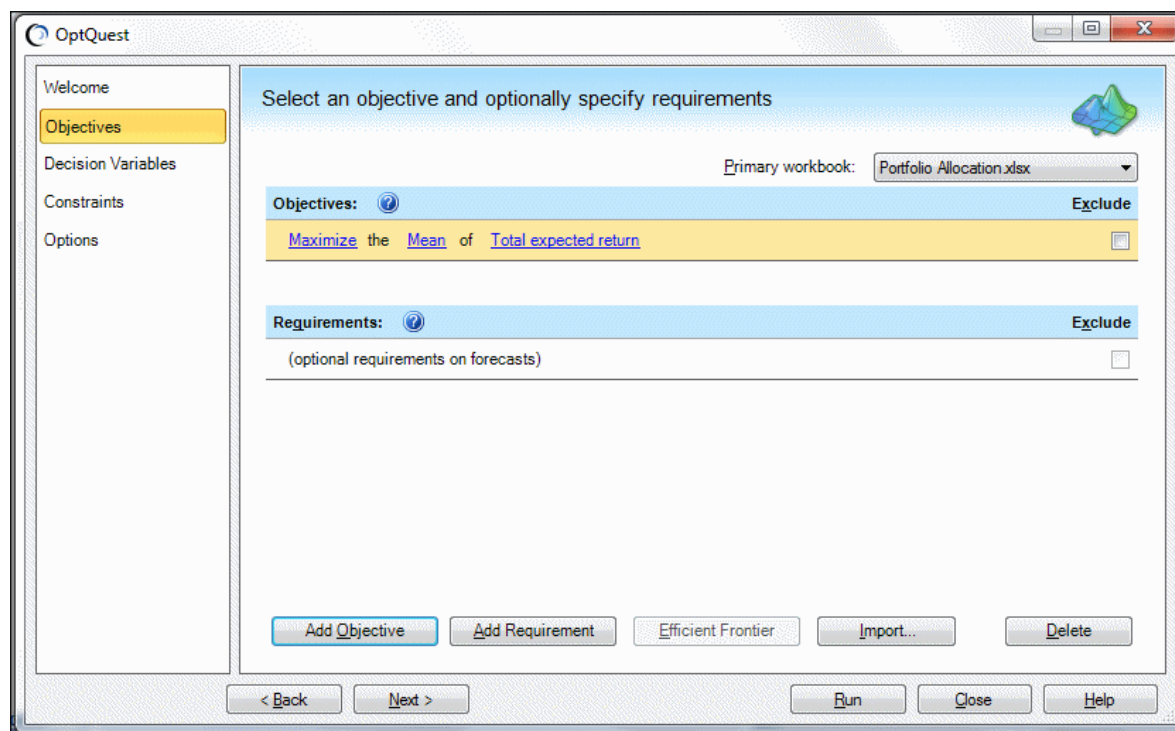 OptQuest
Welcome
Objectives
Decision Variables
Constraints
Options
Select an objective and optionally specify requirements
Primary workbook: Portfolio Allocation.xlsx
Objectives: Exclude
Maximize the Mean of Total expected return
Requirements: Exclude
(optional requirements on forecasts)
Add Objective Add Requirement Efficient Frontier Import... Delete
< Back Next > Run Close Help